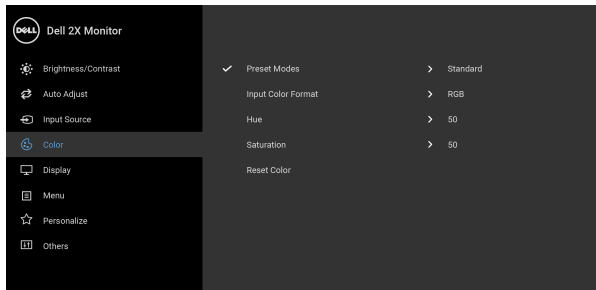 DELL Dell 2X Monitor
Brightness/Contrast Preset Modes Standard
Auto Adjust Input Color Format RGB
Input Source Hue 50
Color Saturation 50
Display Reset Color
Menu
Personalize
Others